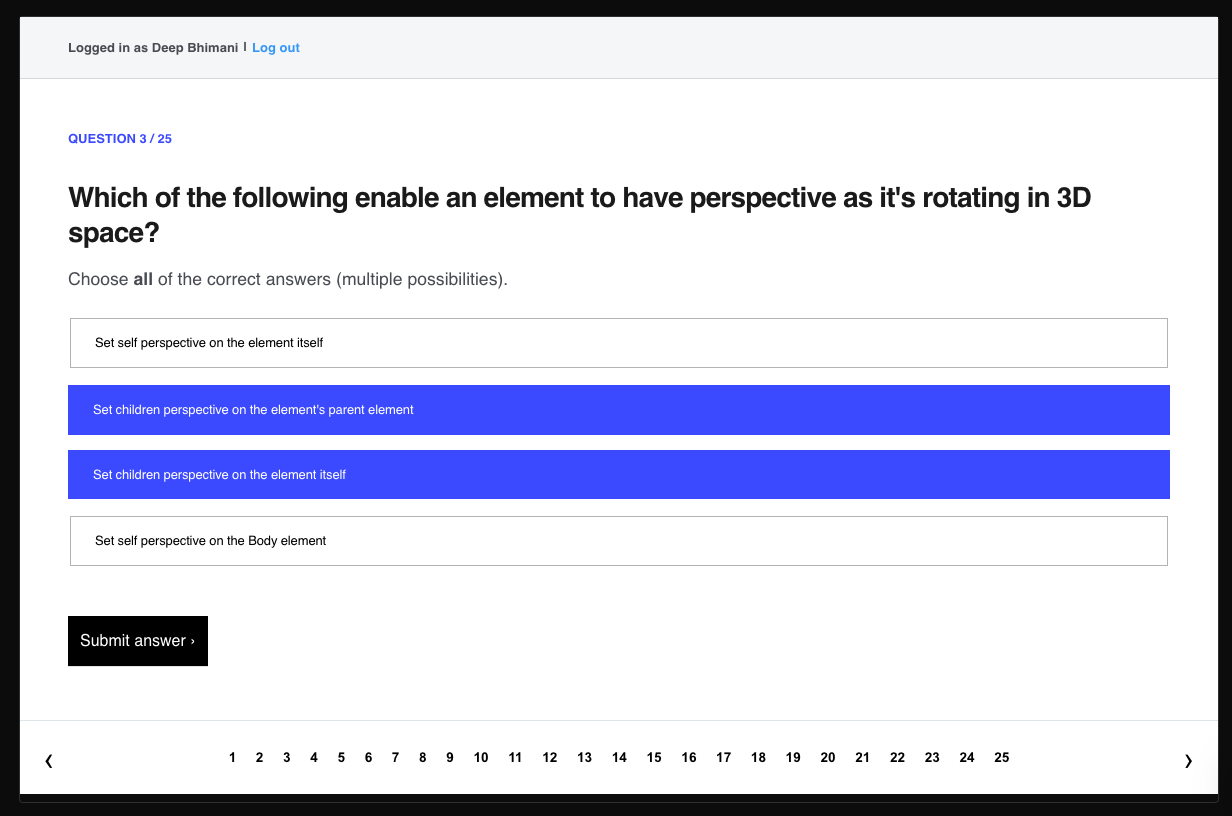 Logged in as Deep Bhimani | Log out
QUESTION 3 / 25
Which of the following enable an element to have perspective as it's rotating in 3D
space?
Choose all of the correct answers (multiple possibilities).
Set self perspective on the element itself
Set children perspective on the element's parent element
Set children perspective on the element itself
Set self perspective on the Body element
Submit answer ›
‹ 1 2 3 4 5 6 7 8 9 10 11 12 13 14 15 16 17 18 19 20 21 22 23 24 25 ›